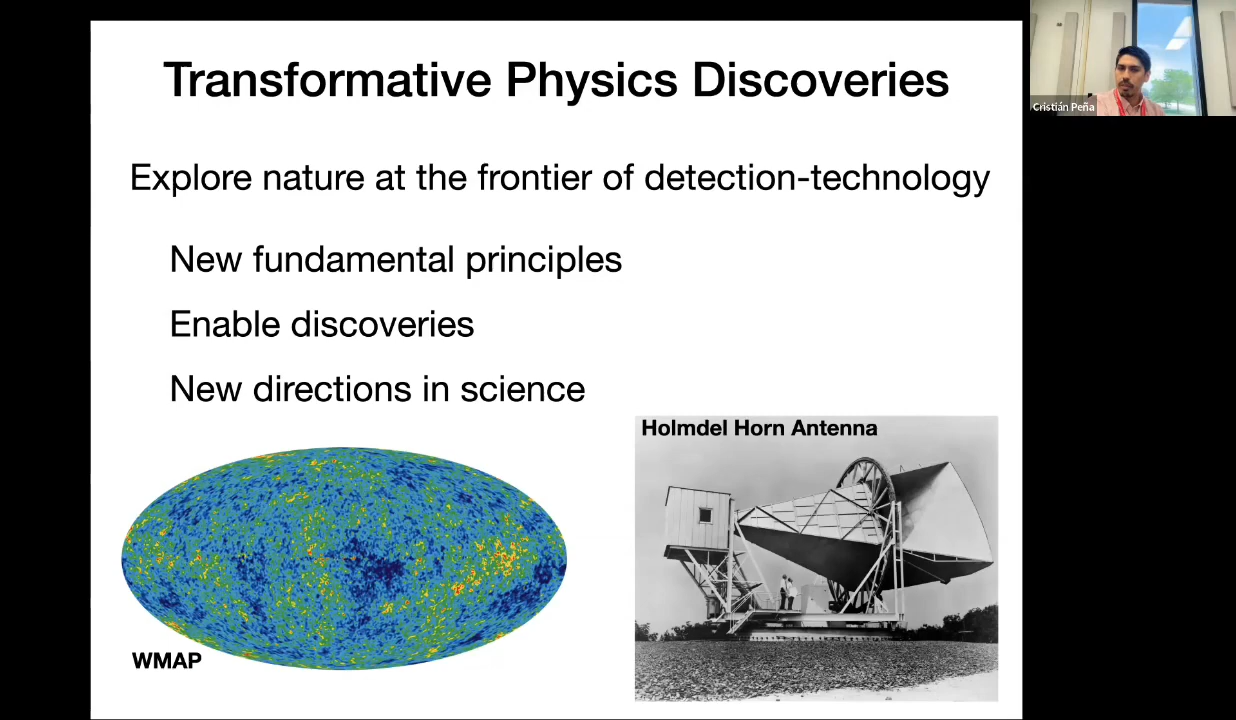 Transformative Physics Discoveries
Cristián Peña
Explore nature at the frontier of detection-technology
New fundamental principles
Enable discoveries
New directions in science
Holmdel Horn Antenna
WMAP